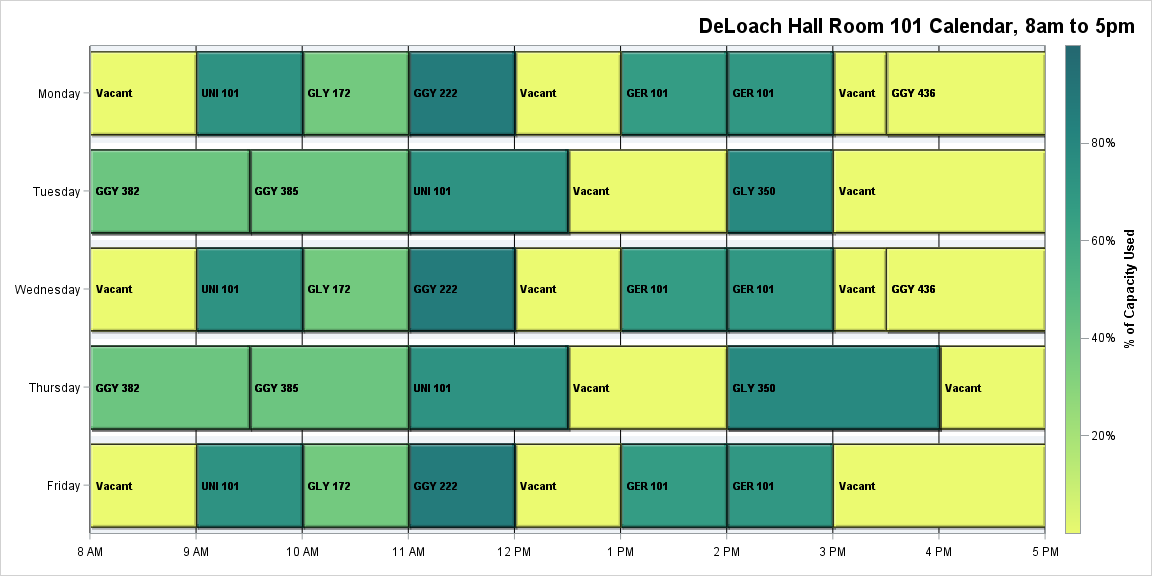 DeLoach Hall Room 101 Calendar, 8am to 5pm
Monday
Vacant
UNI 101
GLY 172
GGY 222
Vacant
GER 101
GER 101
Vacant
GGY 436
Tuesday
GGY 382
GGY 385
UNI 101
Vacant
GLY 350
Vacant
Wednesday
Vacant
UNI 101
GLY 172
GGY 222
Vacant
GER 101
GER 101
Vacant
GGY 436
Thursday
GGY 382
GGY 385
UNI 101
Vacant
GLY 350
Vacant
Friday
Vacant
UNI 101
GLY 172
GGY 222
Vacant
GER 101
GER 101
Vacant
8 AM
9 AM
10 AM
11 AM
12 PM
1 PM
2 PM
3 PM
4 PM
5 PM
80%
60%
40%
20%
% of Capacity Used